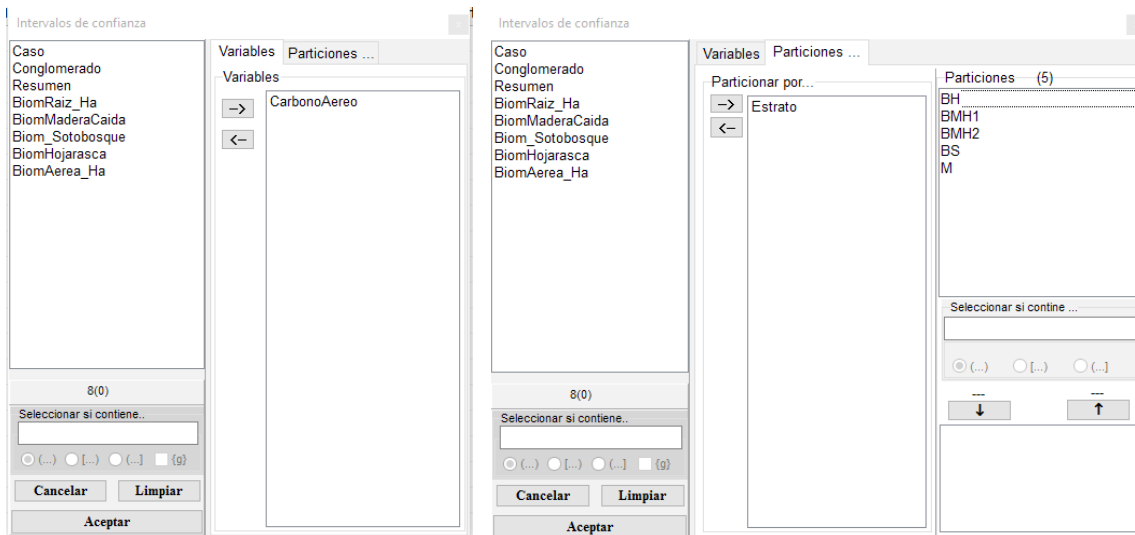 Intervalos de confianza
Caso
Conglomerado
Resumen
BiomRaiz_Ha
BiomMaderaCaida
Biom_Sotobosque
BiomHojarasca
BiomAerea_Ha
8(0)
Seleccionar si contiene..
(...) [...) (...] {g}
Cancelar Limpiar
Aceptar
Variables Particiones ...
Variables
-->
<--
CarbonoAereo
Intervalos de confianza
Caso
Conglomerado
Resumen
BiomRaiz_Ha
BiomMaderaCaida
Biom_Sotobosque
BiomHojarasca
BiomAerea_Ha
8(0)
Seleccionar si contiene..
(...) [...) (...] {g}
Cancelar Limpiar
Aceptar
Variables Particiones ...
Particionar por...
-->
<--
Estrato
Particiones (5)
BH
BMH1
BMH2
BS
M
Seleccionar si contine ...
(...) [...) (...]
--- ---
↓ ↑